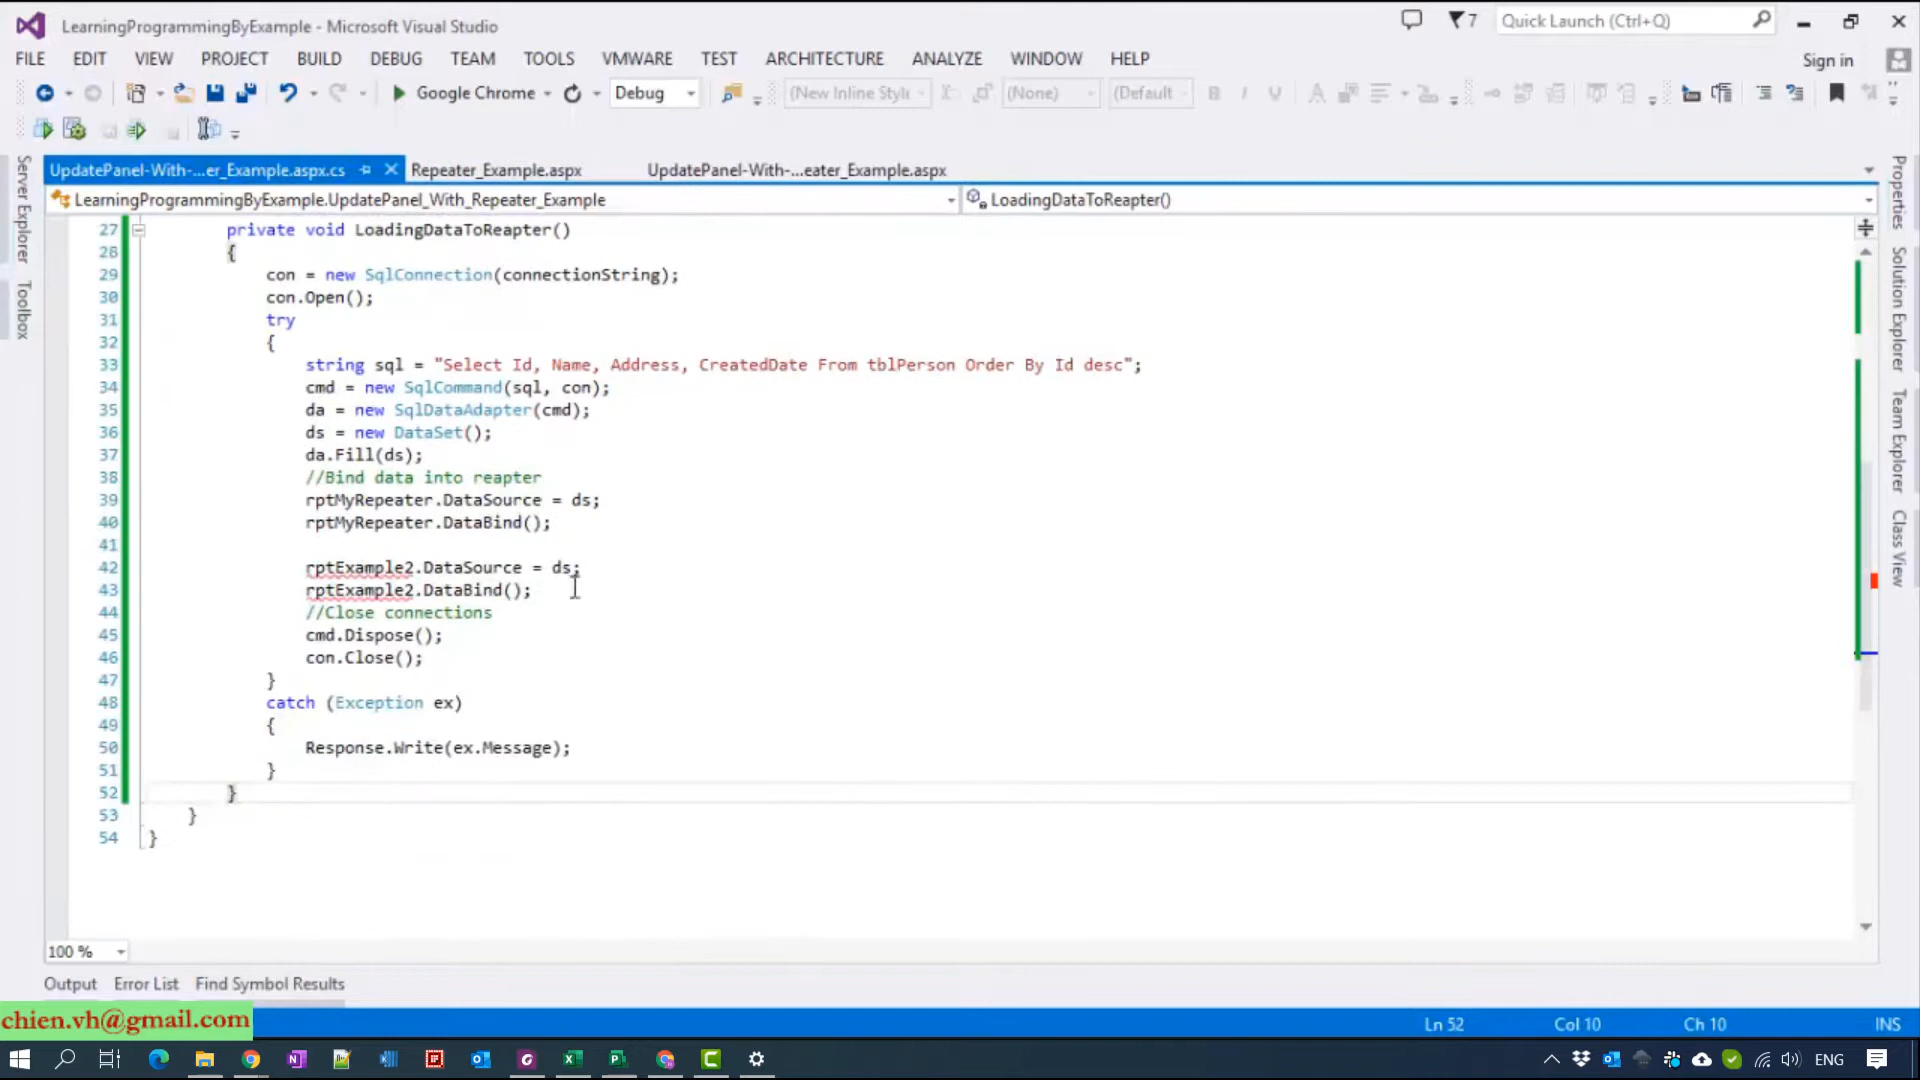 LearningProgrammingByExample - Microsoft Visual Studio
7
Quick Launch (Ctrl+Q)
FILE EDIT VIEW PROJECT BUILD DEBUG TEAM TOOLS VMWARE TEST ARCHITECTURE ANALYZE WINDOW HELP
Sign in
Google Chrome
Debug
(New Inline Style
(None)
(Default
B I U A
UpdatePanel-With-...er_Example.aspx.cs
Repeater_Example.aspx
UpdatePanel-With-...eater_Example.aspx
LearningProgrammingByExample.UpdatePanel_With_Repeater_Example
LoadingDataToReapter()
Server Explorer
Toolbox
Properties
Solution Explorer
Team Explorer
Class View
27 private void LoadingDataToReapter()
28 {
29 con = new SqlConnection(connectionString);
30 con.Open();
31 try
32 {
33 string sql = "Select Id, Name, Address, CreatedDate From tblPerson Order By Id desc";
34 cmd = new SqlCommand(sql, con);
35 da = new SqlDataAdapter(cmd);
36 ds = new DataSet();
37 da.Fill(ds);
38 //Bind data into reapter
39 rptMyRepeater.DataSource = ds;
40 rptMyRepeater.DataBind();
41
42 rptExample2.DataSource = ds;
43 rptExample2.DataBind();
44 //Close connections
45 cmd.Dispose();
46 con.Close();
47 }
48 catch (Exception ex)
49 {
50 Response.Write(ex.Message);
51 }
52 }
53 }
54 }
100 %
Output Error List Find Symbol Results
chien.vh@gmail.com
Ln 52 Col 10 Ch 10 INS
ENG